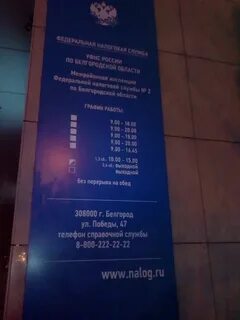 ФЕДЕРАЛЬНАЯ НАЛОГОВАЯ СЛУЖБА
УФНС РОССИИ
ПО БЕЛГОРОДСКОЙ ОБЛАСТИ
Межрайонная инспекция
Федеральной налоговой службы № 2
по Белгородской области
ГРАФИК РАБОТЫ:
9.00 - 18.00
9.00 - 20.00
9.00 - 18.00
9.00 - 20.00
9.00 - 16.45
10.00 - 15.00
выходной
выходной
без перерыва на обед
308000 г. Белгород
ул. Победы, 47
телефон справочной службы
8-800-222-22-22
www.nalog.ru